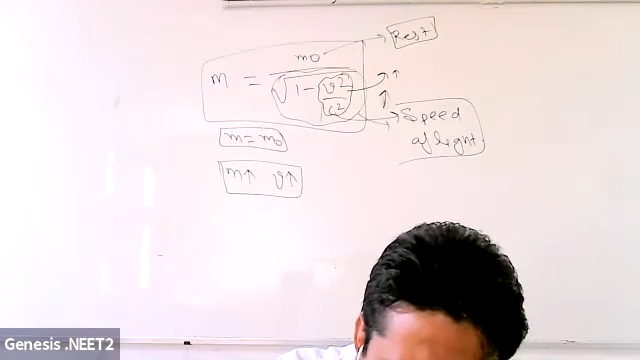 m0 Rest
m = √1 - v²/c²
Speed
of light
m = m0
m↑ v↑
Genesis .NEET2